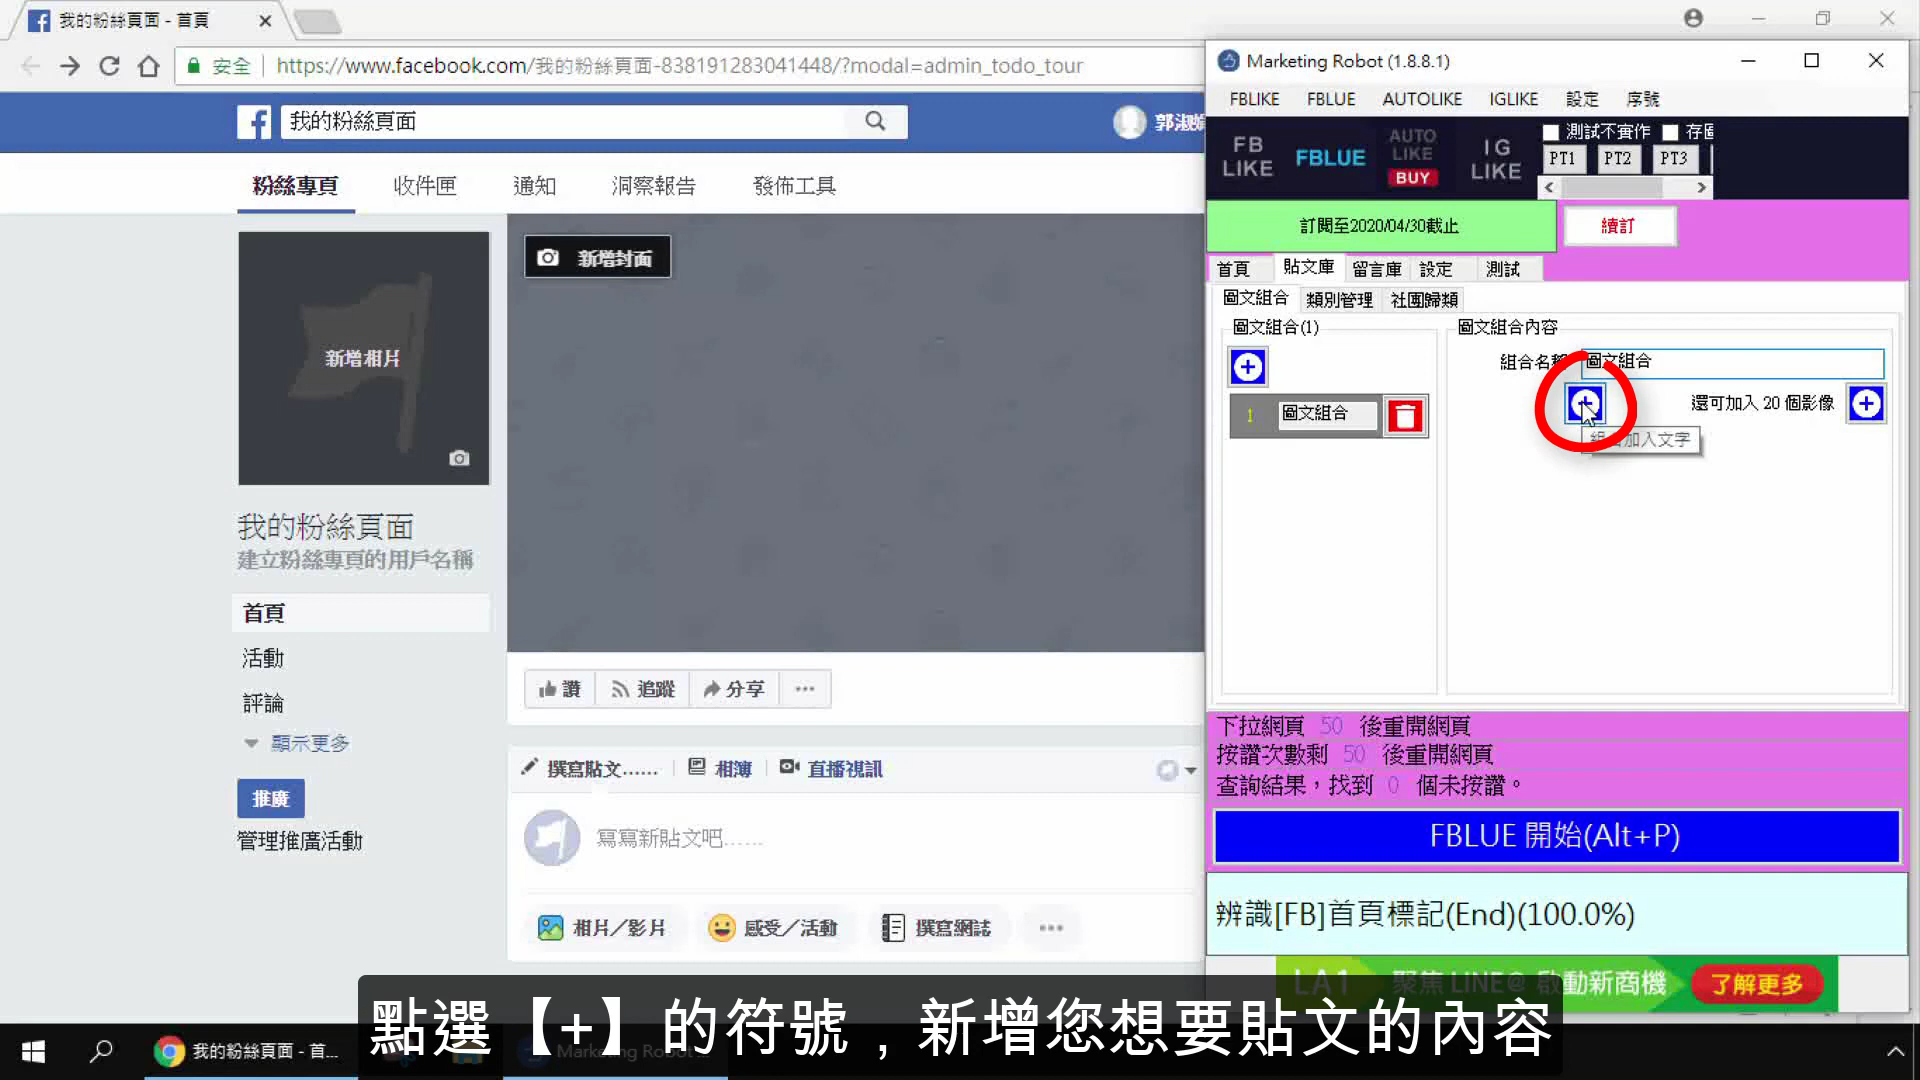 我的粉絲頁面 - 首頁
安全
https://www.facebook.com/我的粉絲頁面-838191283041448/?modal=admin_todo_tour
我的粉絲頁面
粉絲專頁 收件匣 通知 洞察報告 發佈工具
新增封面
新增相片
我的粉絲頁面
建立粉絲專頁的用戶名稱
首頁
活動
評論
顯示更多
推廣
管理推廣活動
讚 追蹤 分享
撰寫貼文...... 相簿 直播視訊
寫寫新貼文吧......
相片／影片 感受／活動 撰寫網誌
Marketing Robot (1.8.8.1)
FBLIKE FBLUE AUTOLIKE IGLIKE 設定 序號
FB LIKE
FBLUE
AUTO LIKE
BUY
IG LIKE
測試不實作
PT1 PT2 PT3
訂閱至2020/04/30截止
續訂
首頁 貼文庫 留言庫 設定 測試
圖文組合 類別管理 社團歸類
圖文組合(1)
1 圖文組合
圖文組合內容
組合名稱 圖文組合
還可加入 20 個影像
加入文字
下拉網頁 50 後重開網頁
按讚次數剩 50 後重開網頁
查詢結果，找到 0 個未按讚。
FBLUE 開始(Alt+P)
辨識[FB]首頁標記(End)(100.0%)
聚焦 LINE@ 啟動新商機
了解更多
點選【+】的符號，新增您想要貼文的內容
我的粉絲頁面 - 首...
Marketing Robot